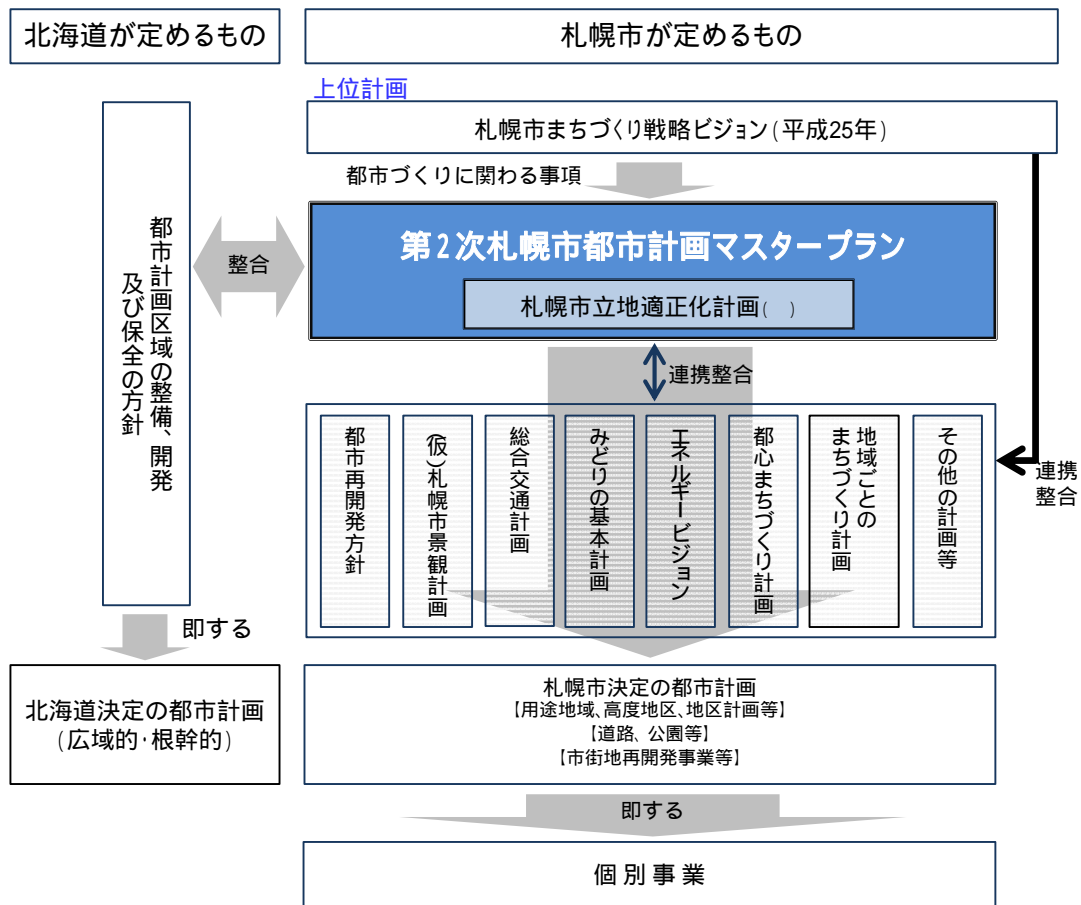 北海道が定めるもの
札幌市が定めるもの
上位計画
札幌市まちづくり戦略ビジョン(平成25年)
都市づくりに関わる事項
都市計画区域の整備、開発
及び保全の方針
整合
第2次札幌市都市計画マスタープラン
札幌市立地適正化計画( )
連携整合
都市再開発方針
(仮)札幌市景観計画
総合交通計画
みどりの基本計画
エネルギービジョン
都心まちづくり計画
地域ごとの
まちづくり計画
その他の計画等
連携
整合
即する
北海道決定の都市計画
(広域的・根幹的)
札幌市決定の都市計画
【用途地域、高度地区、地区計画等】
【道路、公園等】
【市街地再開発事業等】
即する
個別事業